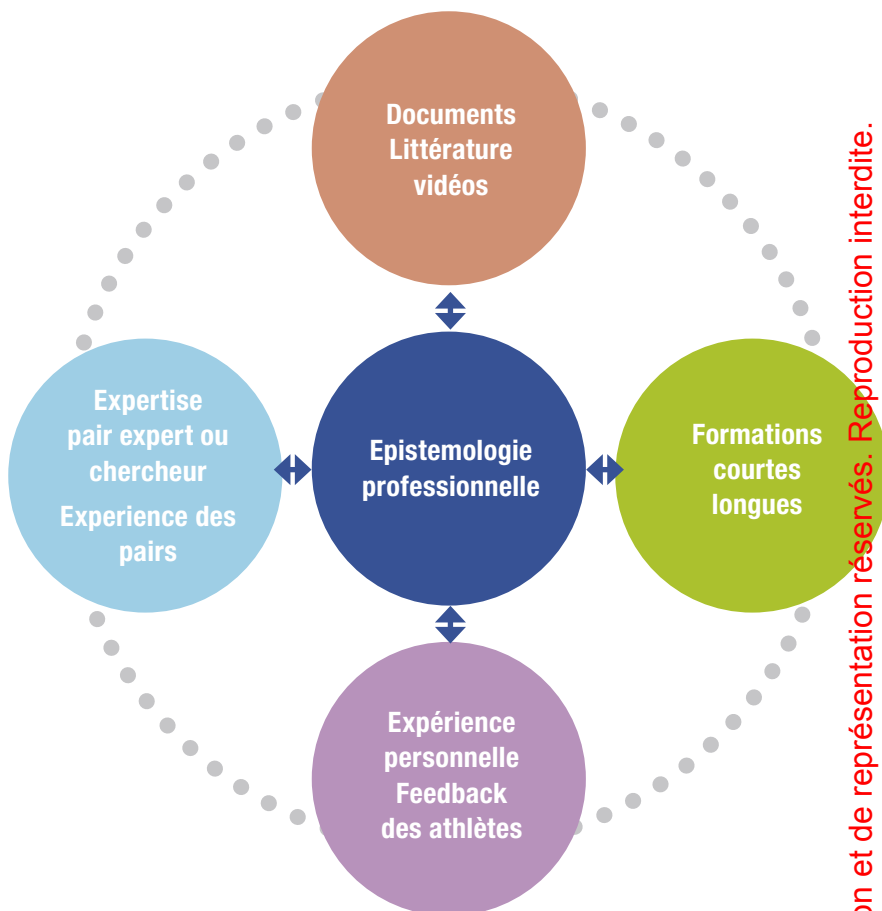 Documents
Littérature
vidéos
Expertise
pair expert ou
chercheur
Experience des
pairs
Epistemologie
professionnelle
Formations
courtes
longues
Expérience
personnelle
Feedback
des athlètes
on et de représentation réservés. Reproduction interdite.